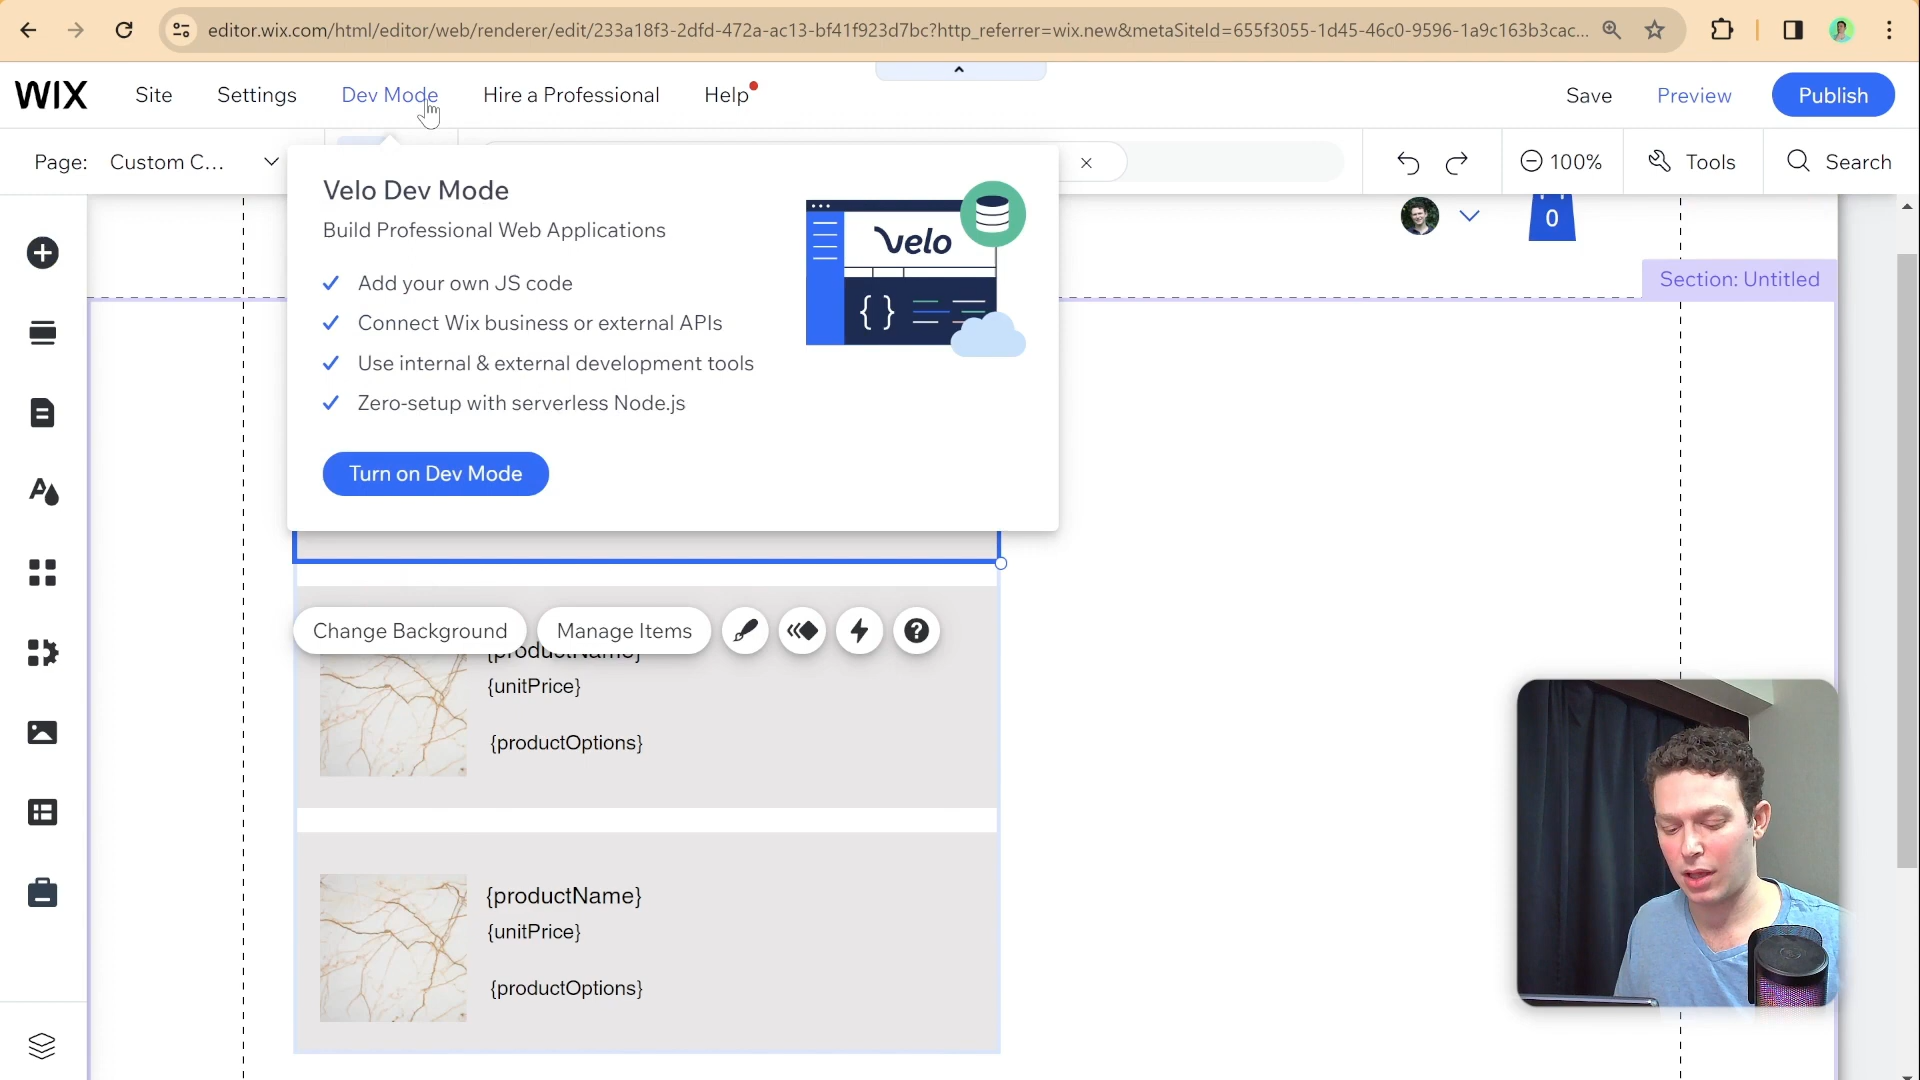 editor.wix.com/html/editor/web/renderer/edit/233a18f3-2dfd-472a-ac13-bf41f923d7bc?http_referrer=wix.new&metaSiteId=655f3055-1d45-46c0-9596-1a9c163b3cac...
WIX Site Settings Dev Mode Hire a Professional Help Save Preview Publish
Page: Custom C... 100% Tools Search
0
Section: Untitled
Velo Dev Mode
Build Professional Web Applications
Add your own JS code
Connect Wix business or external APIs
Use internal & external development tools
Zero-setup with serverless Node.js
Turn on Dev Mode
velo
{ }
Change Background Manage Items
{productName}
{unitPrice}
{productOptions}
{productName}
{unitPrice}
{productOptions}